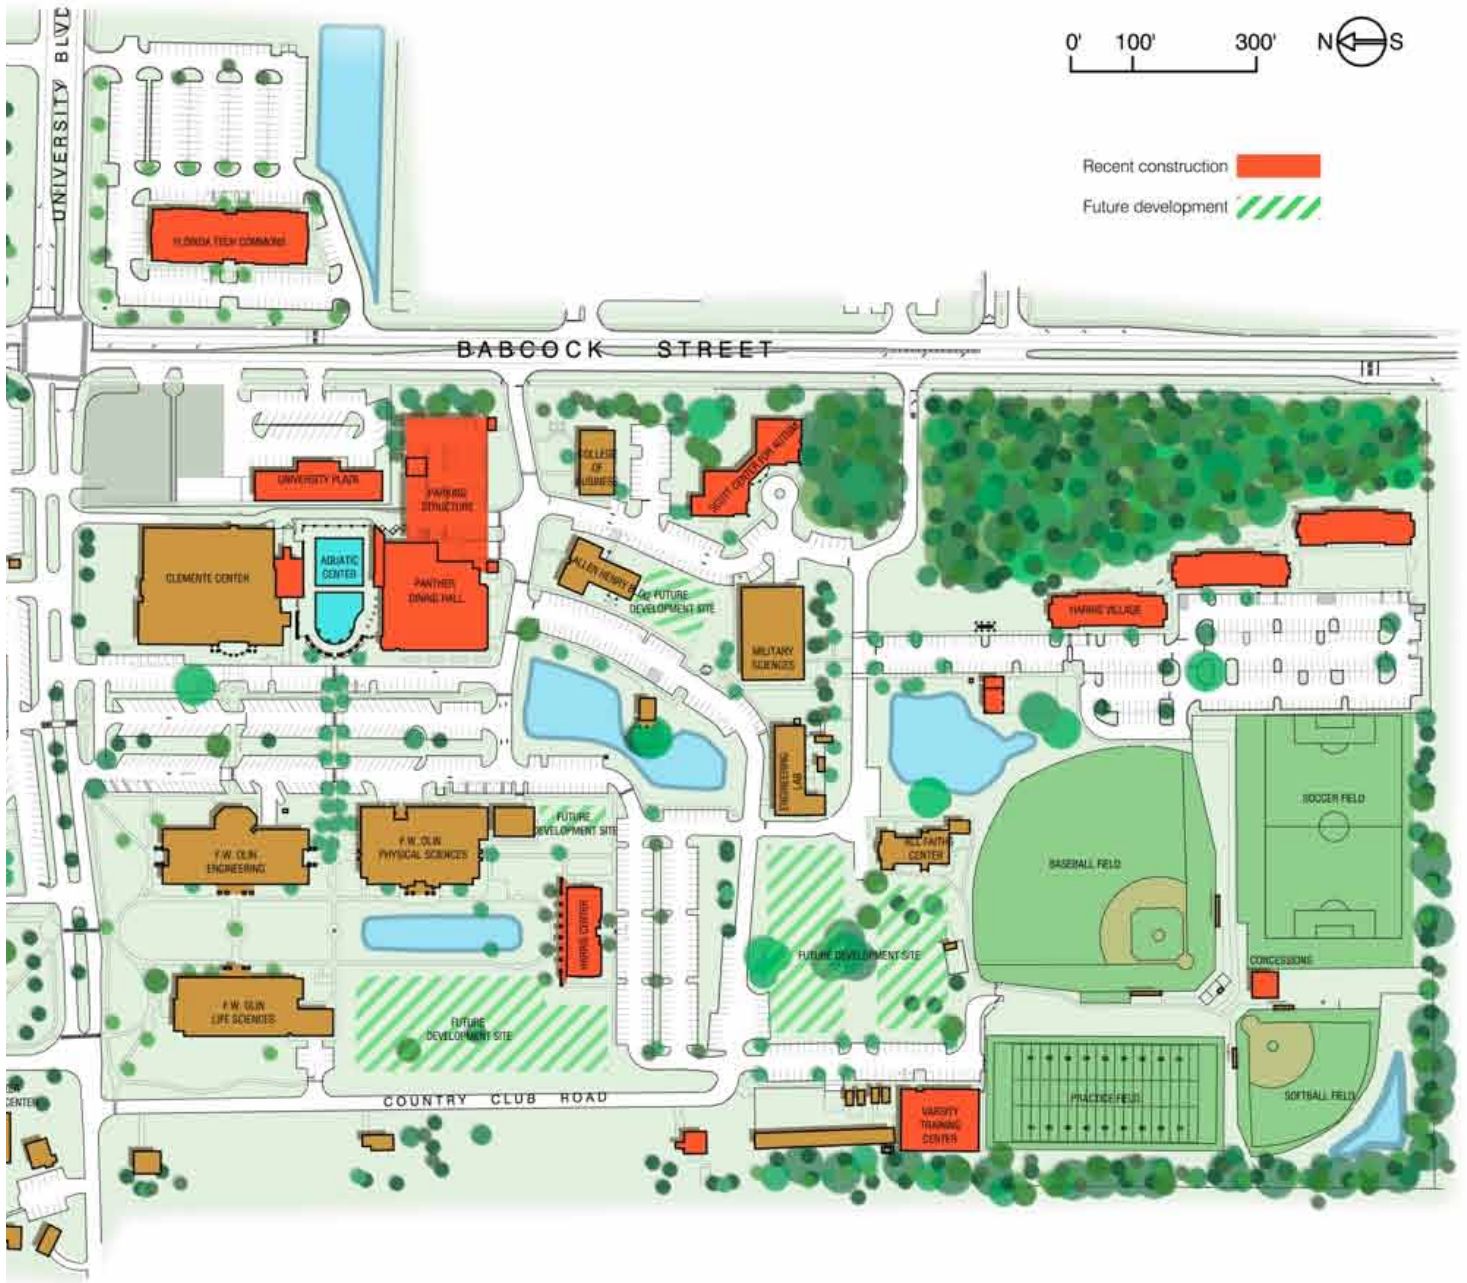 UNIVERSITY BLVD
0' 100' 300'
N S
Recent construction
Future development
FLORIDA TECH COMMONS
BABCOCK STREET
UNIVERSITY PLAZA
PARKING
STRUCTURE
COLLEGE
OF
BUSINESS
SCOTT CENTER FOR AUTISM
CLEMENTE CENTER
AQUATIC
CENTER
PANTHER
DINING HALL
ALLEN HENRY
FUTURE
DEVELOPMENT SITE
MILITARY
SCIENCES
HARRIS VILLAGE
ENGINEERING
LAB
F.W. OLIN
ENGINEERING
F.W. OLIN
PHYSICAL SCIENCES
FUTURE
DEVELOPMENT SITE
ALL FAITHS
CENTER
BASEBALL FIELD
SOCCER FIELD
HARRIS CENTER
FUTURE DEVELOPMENT SITE
CONCESSIONS
F.W. OLIN
LIFE SCIENCES
FUTURE
DEVELOPMENT SITE
COUNTRY CLUB ROAD
CENTER
VARSITY
TRAINING
CENTER
PRACTICE FIELD
SOFTBALL FIELD